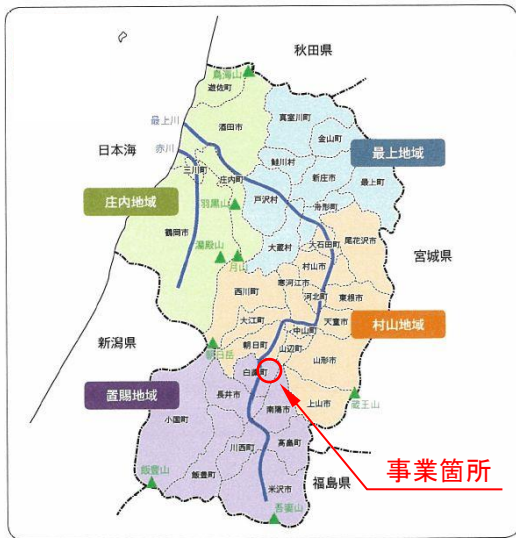 秋田県
鳥海山
遊佐町
真室川町
最上川
酒田市
金山町
日本海
赤川
鮭川村
最上地域
三川町
新庄市
庄内町
最上町
庄内地域
羽黒山
戸沢村
舟形町
鶴岡市
大石田町
尾花沢市
湯殿山
月山
大蔵村
宮城県
村山市
西川町
寒河江市
河北町
東根市
大江町
天童市
村山地域
中山町
新潟県
朝日町
山辺町
朝日岳
山形市
白鷹町
置賜地域
長井市
上山市
蔵王山
南陽市
小国町
川西町
高畠町
事業箇所
飯豊山
飯豊町
福島県
米沢市
吾妻山